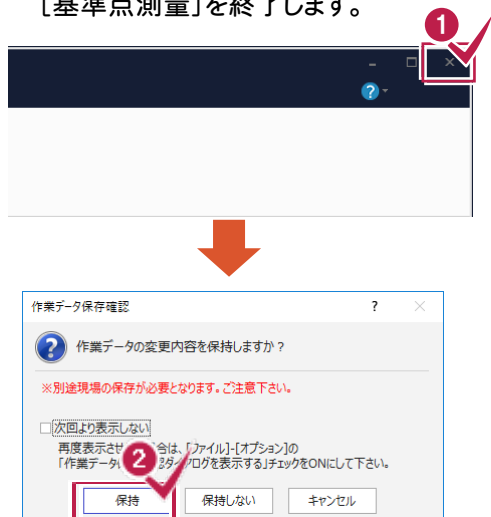 [基準点測量]を終了します。
1
?
作業データ保存確認
?
作業データの変更内容を保持しますか?
※別途現場の保存が必要となります。ご注意下さい。
次回より表示しない
再度表示させ 合は、[ファイル]-[オプション]の
「作業データ ログを表示する」チェックをONにして下さい。
2
保持 保持しない キャンセル